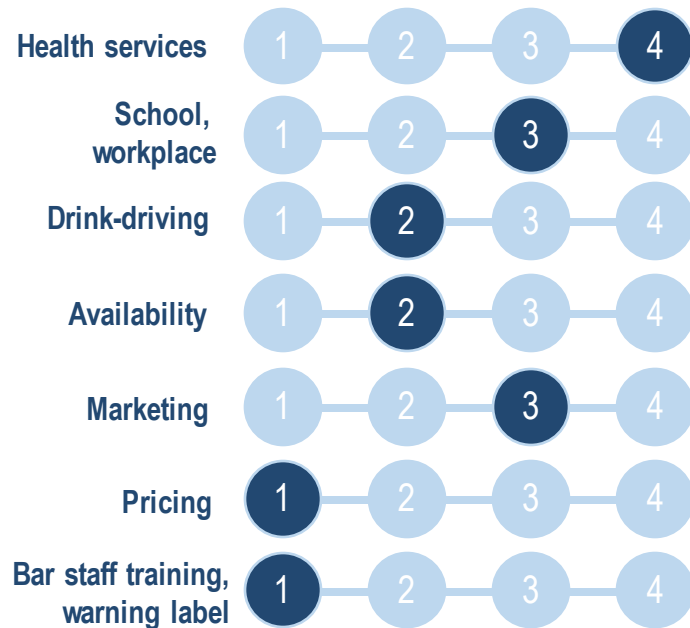 Health services 1 2 3 4
School,
workplace 1 2 3 4
Drink-driving 1 2 3 4
Availability 1 2 3 4
Marketing 1 2 3 4
Pricing 1 2 3 4
Bar staff training,
warning label 1 2 3 4